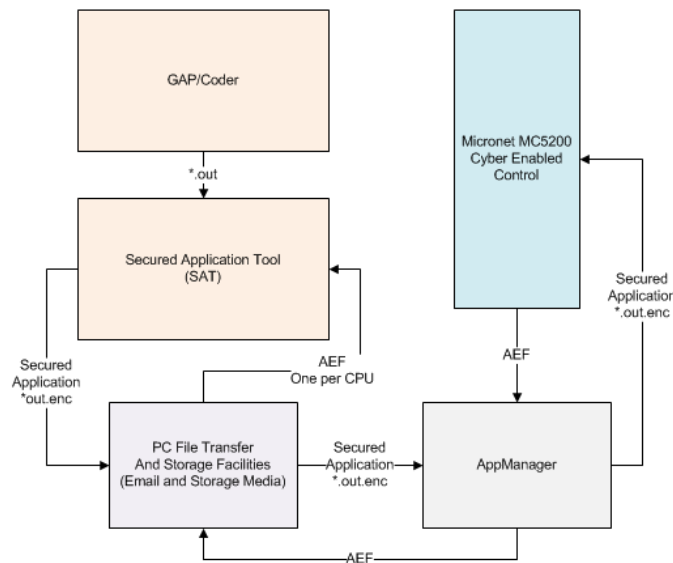 GAP/Coder
Micronet MC5200
Cyber Enabled
Control
*.out
Secured Application Tool
(SAT)
Secured
Application
*.out.enc
AEF
AEF
One per CPU
Secured
Application
*out.enc
PC File Transfer
And Storage Facilities
(Email and Storage Media)
Secured
Application
*.out.enc
AppManager
AEF